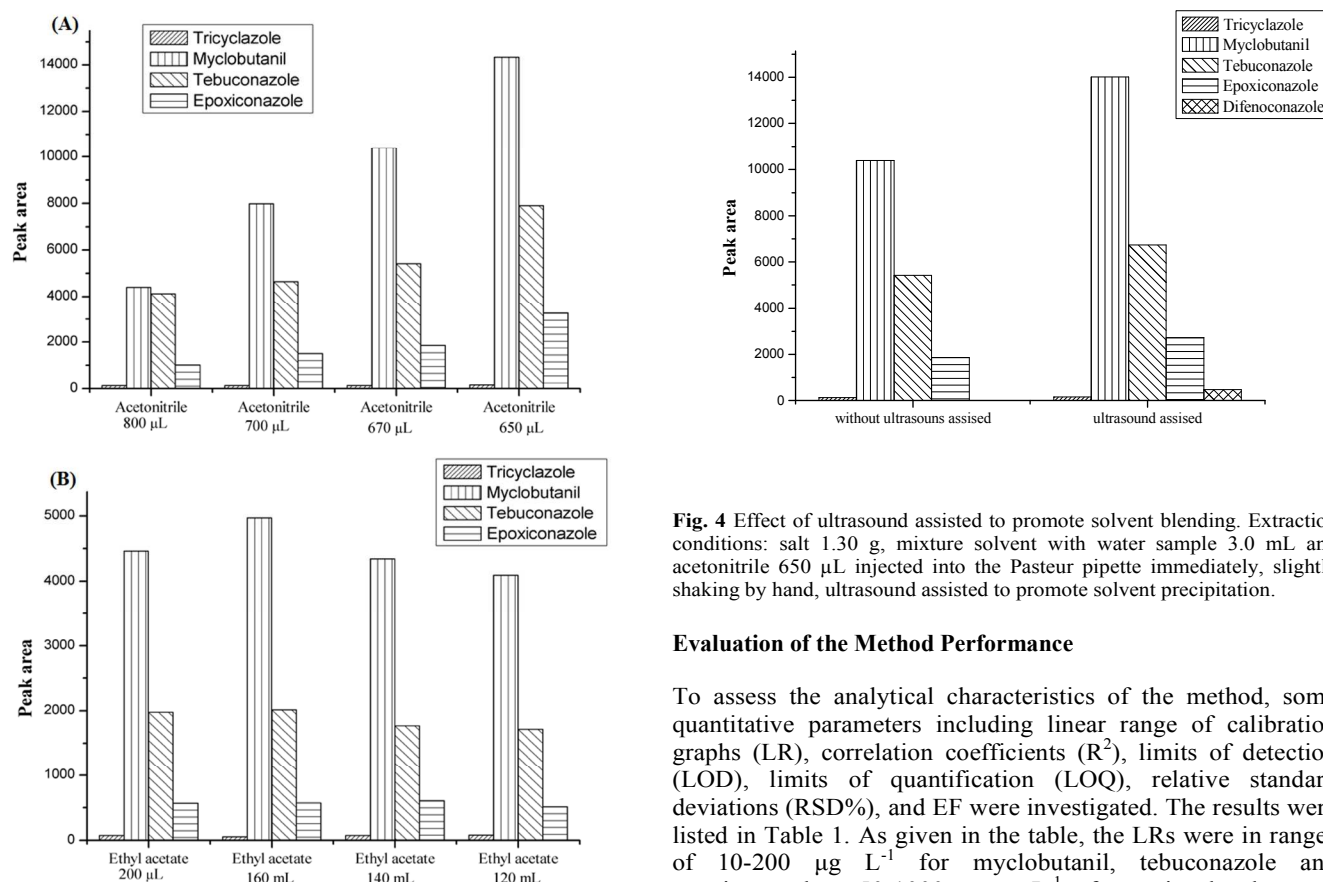 (A)
Tricyclazole
Myclobutanil
Tebuconazole
Epoxiconazole
Peak area
14000
12000
10000
8000
6000
4000
2000
0
Acetonitrile
800 µL
Acetonitrile
700 µL
Acetonitrile
670 µL
Acetonitrile
650 µL
(B)
Tricyclazole
Myclobutanil
Tebuconazole
Epoxiconazole
Peak area
5000
4000
3000
2000
1000
0
Ethyl acetate
200 µL
Ethyl acetate
160 mL
Ethyl acetate
140 mL
Ethyl acetate
120 mL
Tricyclazole
Myclobutanil
Tebuconazole
Epoxiconazole
Difenoconazole
Peak area
14000
12000
10000
8000
6000
4000
2000
0
without ultrasouns assised
ultrasound assised
Fig. 4 Effect of ultrasound assisted to promote solvent blending. Extractio
conditions: salt 1.30 g, mixture solvent with water sample 3.0 mL an
acetonitrile 650 µL injected into the Pasteur pipette immediately, slightl
shaking by hand, ultrasound assisted to promote solvent precipitation.
Evaluation of the Method Performance
To assess the analytical characteristics of the method, som
quantitative parameters including linear range of calibratio
graphs (LR), correlation coefficients (R²), limits of detectio
(LOD), limits of quantification (LOQ), relative standar
deviations (RSD%), and EF were investigated. The results wer
listed in Table 1. As given in the table, the LRs were in range
of 10-200 µg L⁻¹ for myclobutanil, tebuconazole an